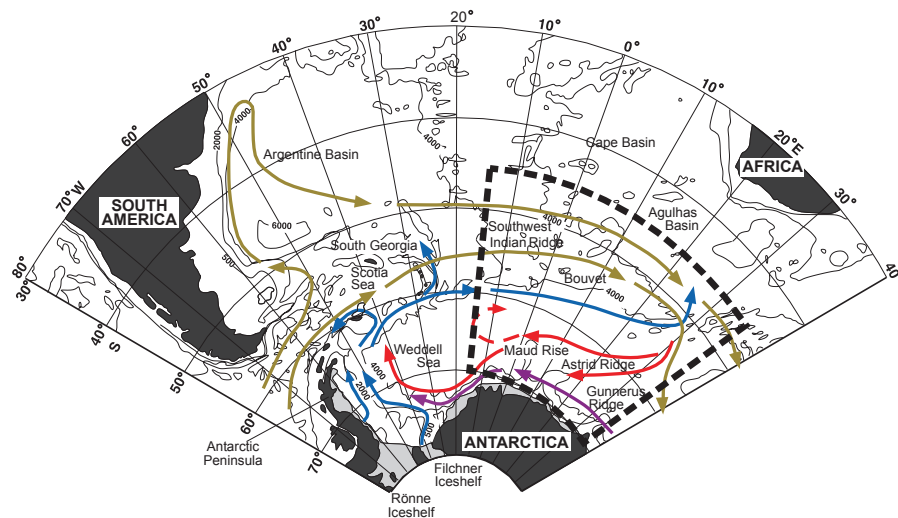 20°
30°
10°
40°
0°
50°
10°
60°
20°E
70°W
30°
80°
40
30°
40°
S
50°
60°
70°
SOUTH
AMERICA
AFRICA
ANTARCTICA
Argentine Basin
Cape Basin
Agulhas
Basin
South Georgia
Southwest
Indian Ridge
Scotia
Sea
Bouvet
Weddell
Sea
Maud Rise
Astrid Ridge
Gunnerus
Ridge
Antarctic
Peninsula
Filchner
Iceshelf
Rönne
Iceshelf
2000
4000
4000
4000
6000
500
4000
4000
4000
2000
500